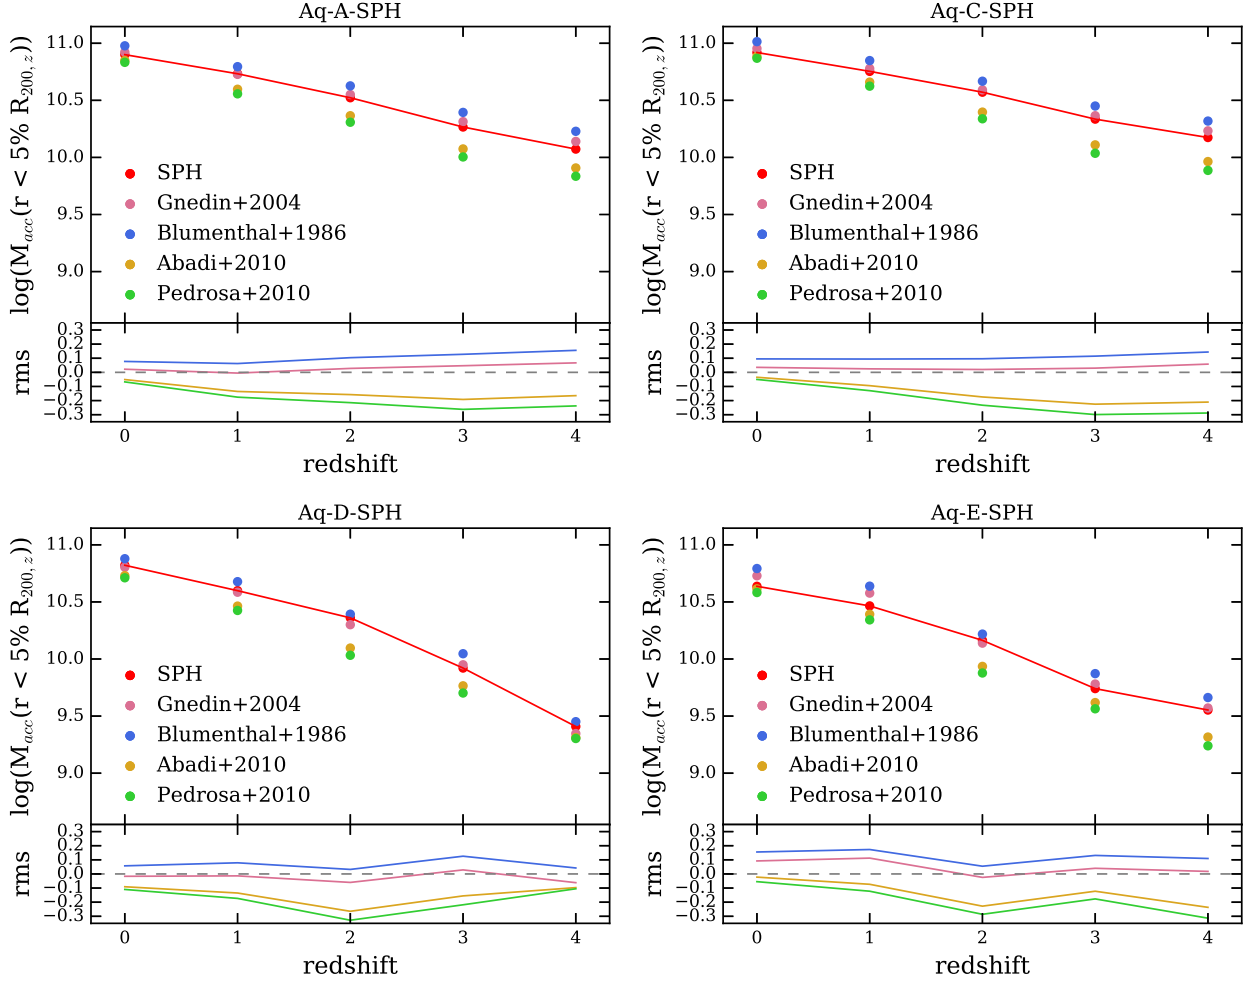 Aq-A-SPH
log(M_acc(r < 5% R_200,z))
11.0
10.5
10.0
9.5
9.0
SPH
Gnedin+2004
Blumenthal+1986
Abadi+2010
Pedrosa+2010
rms
0.3
0.2
0.1
0.0
−0.1
−0.2
−0.3
0 1 2 3 4
redshift
Aq-C-SPH
log(M_acc(r < 5% R_200,z))
11.0
10.5
10.0
9.5
9.0
SPH
Gnedin+2004
Blumenthal+1986
Abadi+2010
Pedrosa+2010
rms
0.3
0.2
0.1
0.0
−0.1
−0.2
−0.3
0 1 2 3 4
redshift
Aq-D-SPH
log(M_acc(r < 5% R_200,z))
11.0
10.5
10.0
9.5
9.0
SPH
Gnedin+2004
Blumenthal+1986
Abadi+2010
Pedrosa+2010
rms
0.3
0.2
0.1
0.0
−0.1
−0.2
−0.3
0 1 2 3 4
redshift
Aq-E-SPH
log(M_acc(r < 5% R_200,z))
11.0
10.5
10.0
9.5
9.0
SPH
Gnedin+2004
Blumenthal+1986
Abadi+2010
Pedrosa+2010
rms
0.3
0.2
0.1
0.0
−0.1
−0.2
−0.3
0 1 2 3 4
redshift